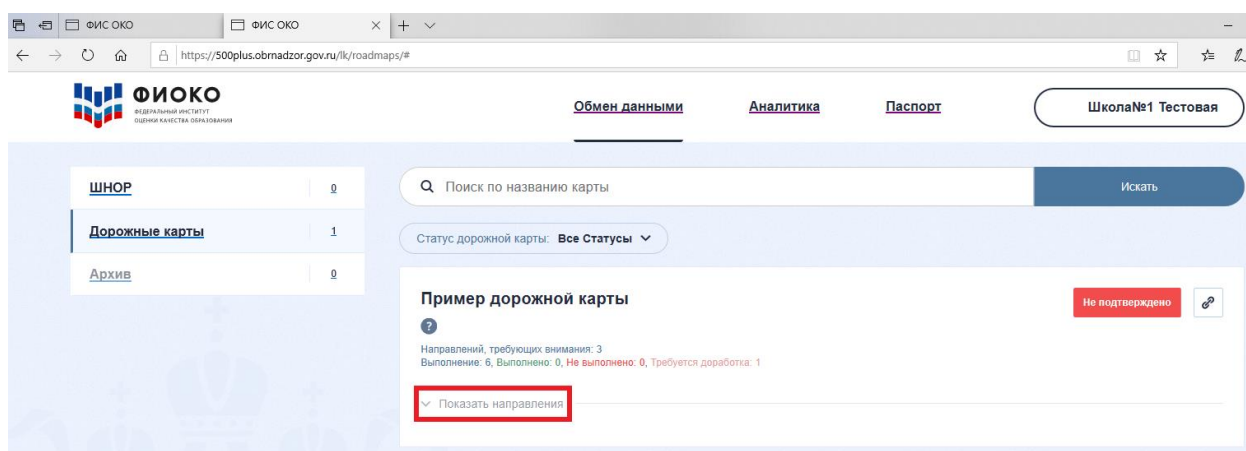 ФИС ОКО
ФИС ОКО
https://500plus.obrnadzor.gov.ru/lk/roadmaps/#
ФИОКО
ФЕДЕРАЛЬНЫЙ ИНСТИТУТ
ОЦЕНКИ КАЧЕСТВА ОБРАЗОВАНИЯ
Обмен данными
Аналитика
Паспорт
Школа№1 Тестовая
ШНОР 0
Дорожные карты 1
Архив 0
Поиск по названию карты
Искать
Статус дорожной карты: Все Статусы
Пример дорожной карты
Не подтверждено
?
Направлений, требующих внимания: 3
Выполнение: 6, Выполнено: 0, Не выполнено: 0, Требуется доработка: 1
Показать направления